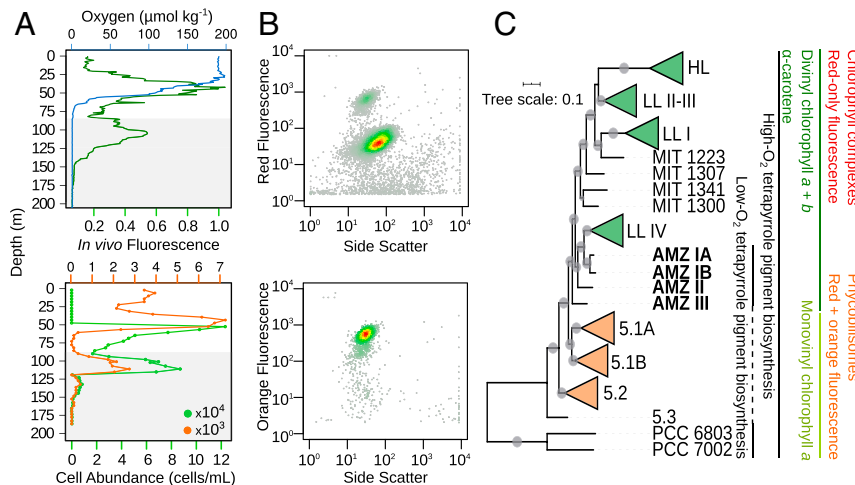 A
Oxygen (µmol kg⁻¹)
0 50 100 150 200
0
25
50
75
100
125
150
175
200
0.2 0.4 0.6 0.8 1.0
In vivo Fluorescence
Depth (m)
0 1 2 3 4 5 6 7
0
25
50
75
100
125
150
175
200
x10⁴
x10³
0 2 4 6 8 10 12
Cell Abundance (cells/mL)
B
10⁴
10³
10²
10¹
10⁰
Red Fluorescence
10⁰ 10¹ 10² 10³ 10⁴
Side Scatter
10⁴
10³
10²
10¹
10⁰
Orange Fluorescence
10⁰ 10¹ 10² 10³ 10⁴
Side Scatter
C
Tree scale: 0.1
HL
LL II-III
LL I
MIT 1223
MIT 1307
MIT 1341
MIT 1300
LL IV
AMZ IA
AMZ IB
AMZ II
AMZ III
5.1A
5.1B
5.2
5.3
PCC 6803
PCC 7002
Low-O₂ tetrapyrrole pigment biosynthesis
High-O₂ tetrapyrrole pigment biosynthesis
α-carotene
Divinyl chlorophyll a + b
Monovinyl chlorophyll a
Red-only fluorescence
Chlorophyll complexes
Red + orange fluorescence
Phycobilisomes